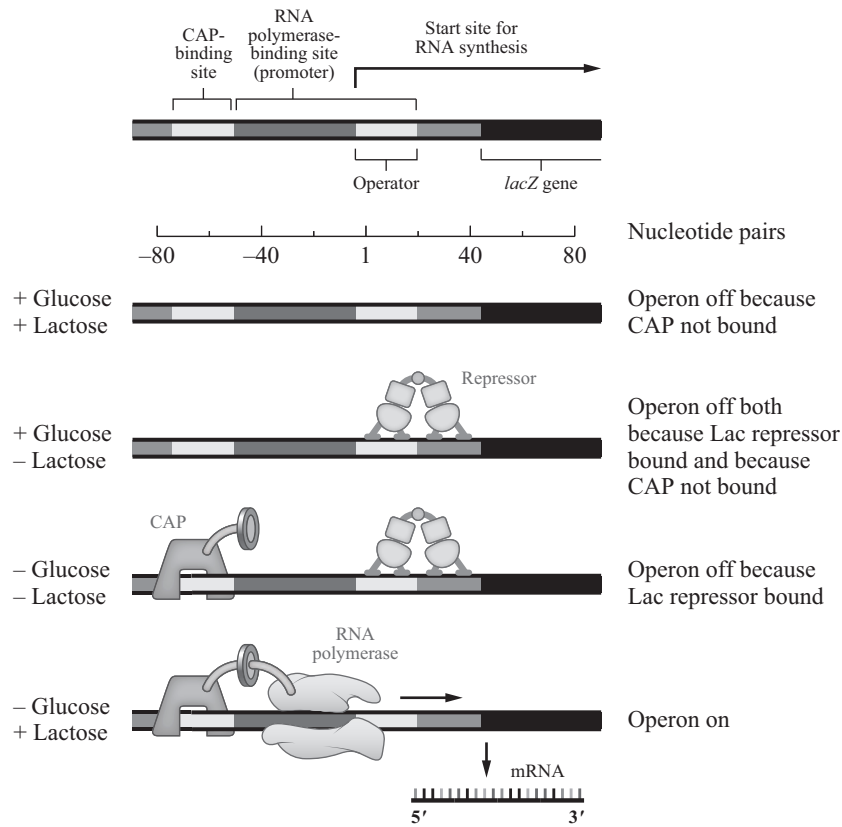 CAP-
binding
site
RNA
polymerase-
binding site
(promoter)
Start site for
RNA synthesis
Operator
lacZ gene
–80
–40
1
40
80
Nucleotide pairs
+ Glucose
+ Lactose
Operon off because
CAP not bound
Repressor
+ Glucose
– Lactose
Operon off both
because Lac repressor
bound and because
CAP not bound
CAP
– Glucose
– Lactose
Operon off because
Lac repressor bound
RNA
polymerase
– Glucose
+ Lactose
Operon on
mRNA
5′
3′